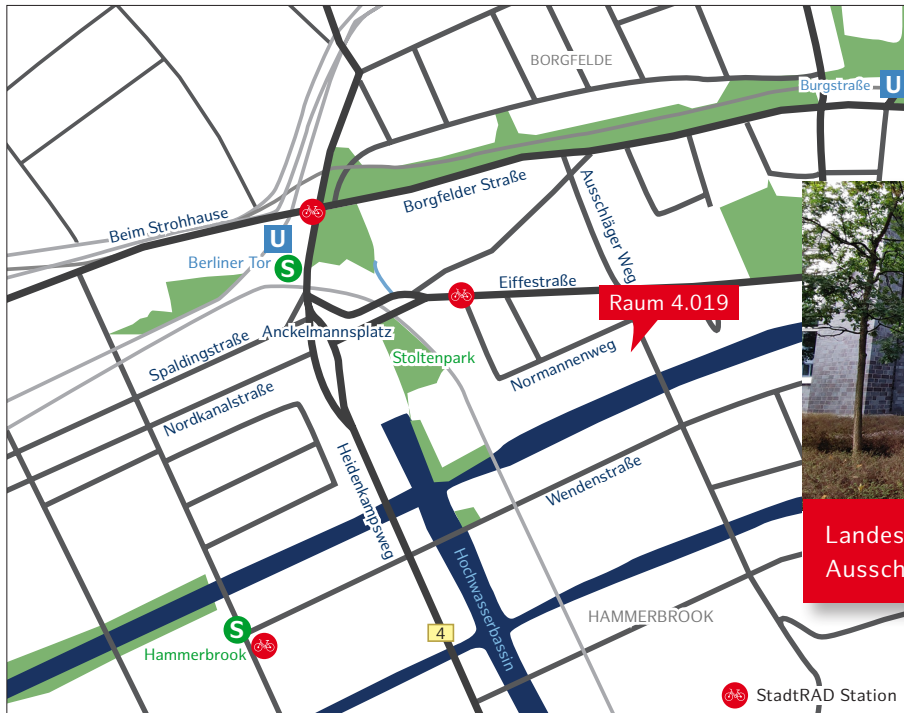 BORGFELDE
Burgstraße U
Beim Strohhause
Borgfelder Straße
Ausschläger Weg
U
Berliner Tor S
Eiffestraße
Raum 4.019
Anckelmannsplatz
Spaldingstraße
Stoltenpark
Normannenweg
Nordkanalstraße
Heidenkampsweg
Wendenstraße
Landes
Aussch
Hochwasserbassin
HAMMERBROOK
4
S
Hammerbrook
StadtRAD Station